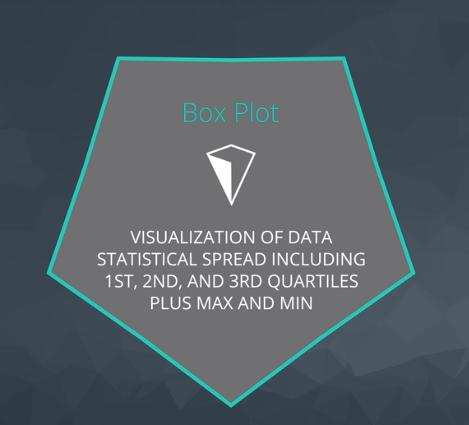 Box Plot
VISUALIZATION OF DATA
STATISTICAL SPREAD INCLUDING
1ST, 2ND, AND 3RD QUARTILES
PLUS MAX AND MIN